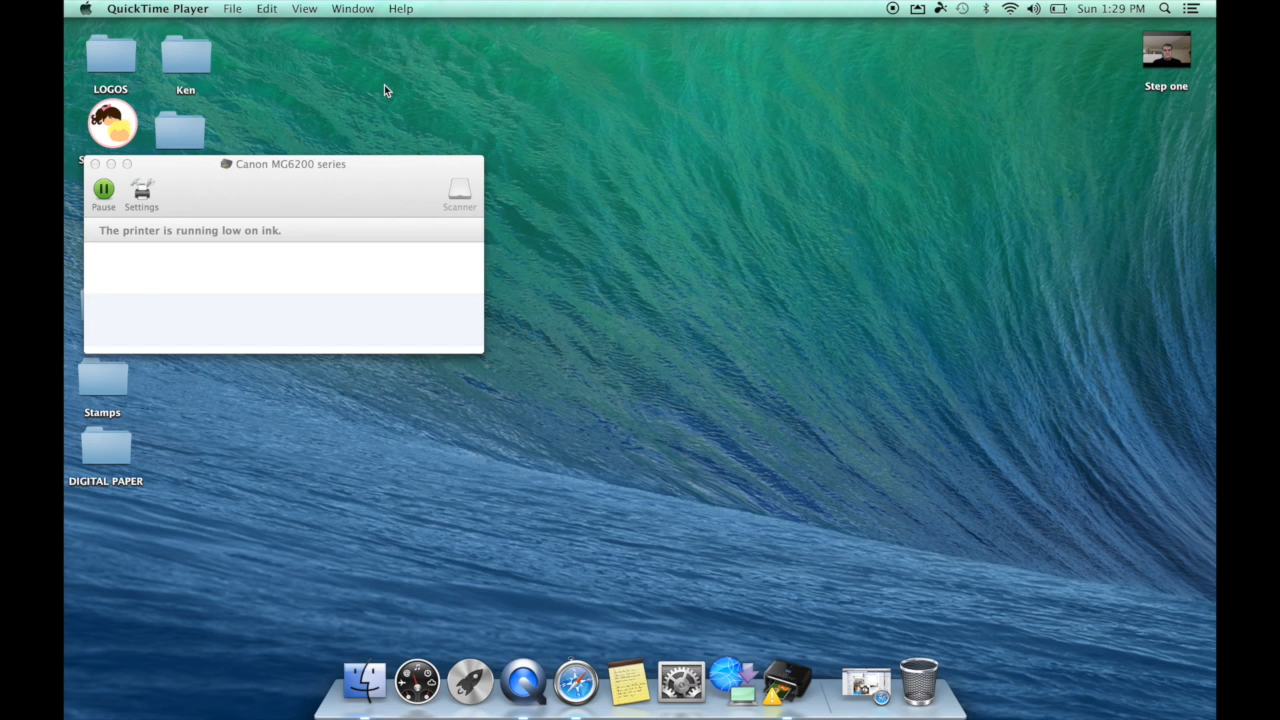 QuickTime Player File Edit View Window Help Sun 1:29 PM
LOGOS
Ken
Step one
Canon MG6200 series
Pause
Settings
Scanner
The printer is running low on ink.
Stamps
DIGITAL PAPER